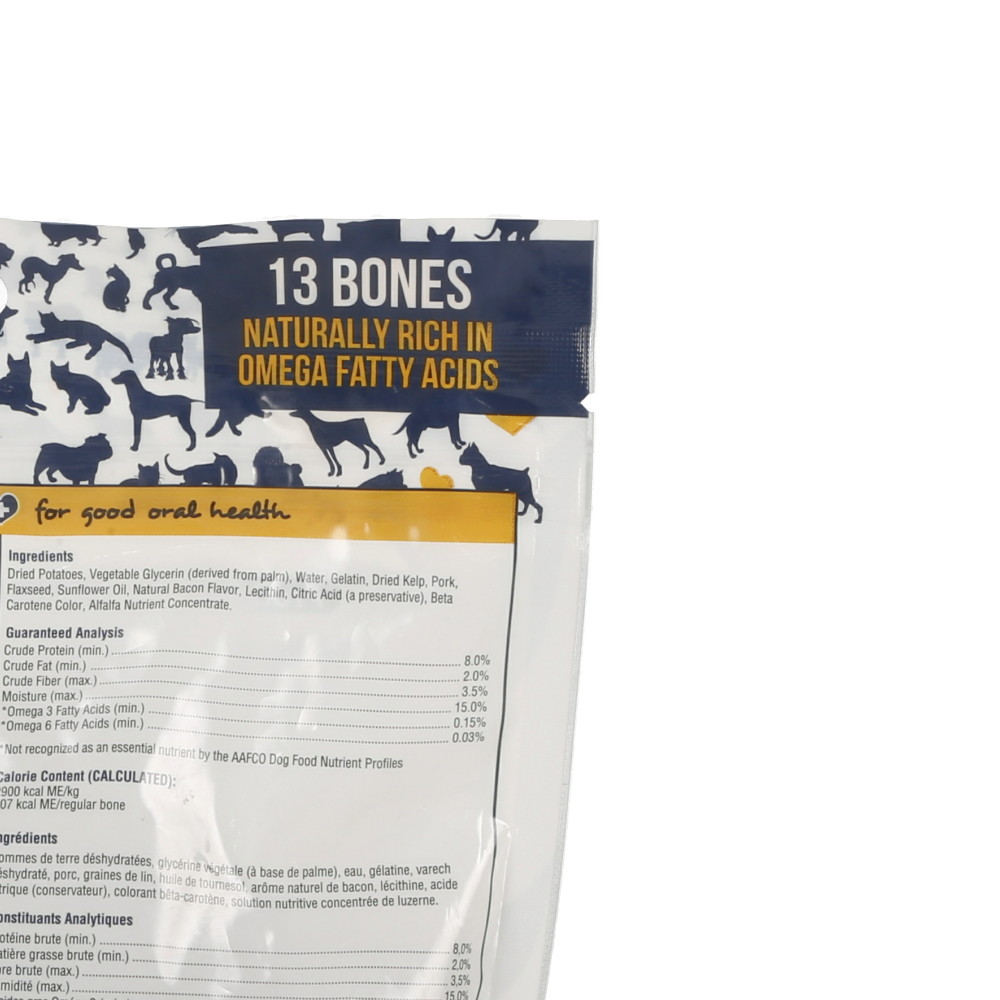 13 BONES
NATURALLY RICH IN
OMEGA FATTY ACIDS
for good oral health
Ingredients
Dried Potatoes, Vegetable Glycerin (derived from palm), Water, Gelatin, Dried Kelp, Pork,
Flaxseed, Sunflower Oil, Natural Bacon Flavor, Lecithin, Citric Acid (a preservative), Beta
Carotene Color, Alfalfa Nutrient Concentrate.
Guaranteed Analysis
Crude Protein (min.) 8.0%
Crude Fat (min.) 2.0%
Crude Fiber (max.) 3.5%
Moisture (max.) 15.0%
*Omega 3 Fatty Acids (min.) 0.15%
*Omega 6 Fatty Acids (min.) 0.03%
*Not recognized as an essential nutrient by the AAFCO Dog Food Nutrient Profiles
Calorie Content (CALCULATED):
900 kcal ME/kg
07 kcal ME/regular bone
ngrédients
ommes de terre déshydratées, glycérine végétale (à base de palme), eau, gélatine, varech
éshydraté, porc, graines de lin, huile de tournesol, arôme naturel de bacon, lécithine, acide
trique (conservateur), colorant bêta-carotène, solution nutritive concentrée de luzerne.
onstituants Analytiques
otéine brute (min.) 8,0%
atière grasse brute (min.) 2,0%
re brute (max.) 3,5%
midité (max.) 15,0%